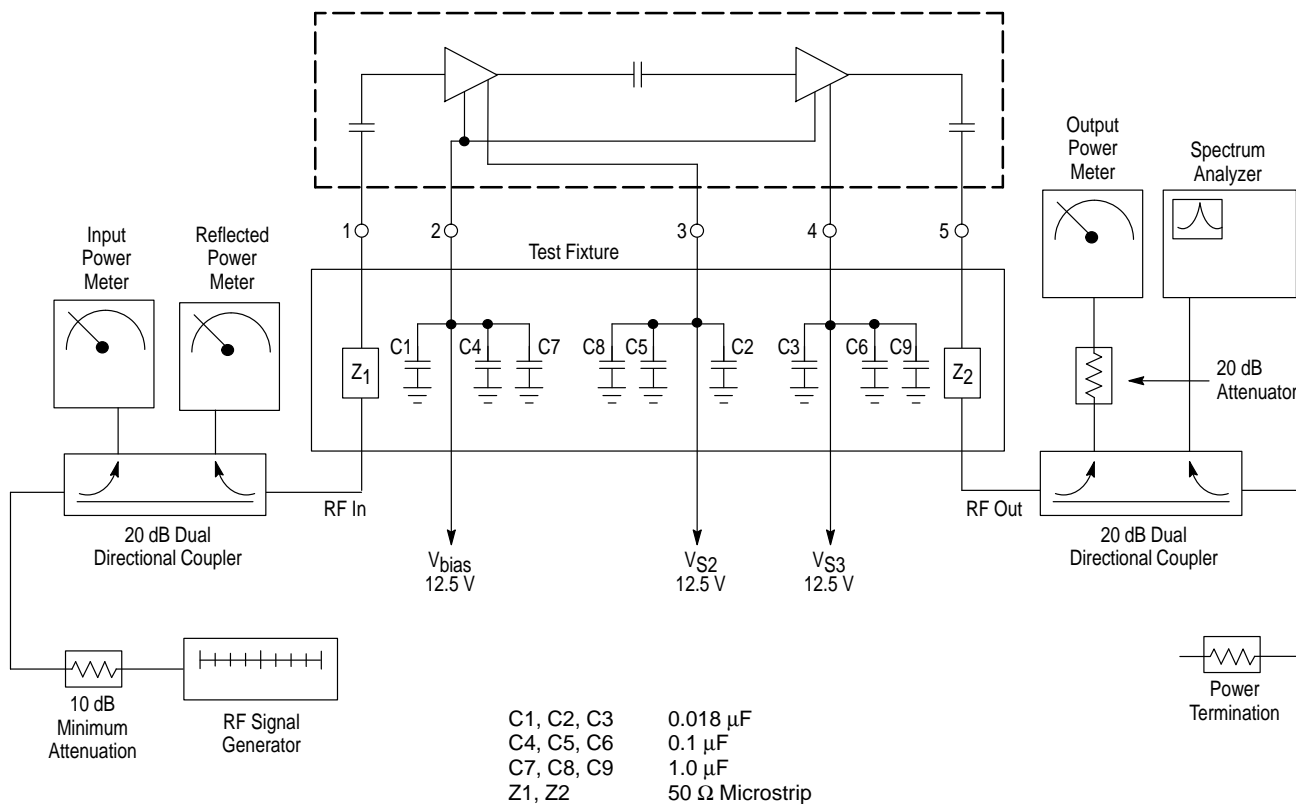 Output
Power
Meter
Spectrum
Analyzer
Input
Power
Meter
Reflected
Power
Meter
1
2
3
4
5
Test Fixture
Z1
C1
C4
C7
C8
C5
C2
C3
C6
C9
Z2
20 dB
Attenuator
RF In
RF Out
20 dB Dual
Directional Coupler
20 dB Dual
Directional Coupler
Vbias
12.5 V
VS2
12.5 V
VS3
12.5 V
10 dB
Minimum
Attenuation
RF Signal
Generator
Power
Termination
C1, C2, C3 0.018 μF
C4, C5, C6 0.1 μF
C7, C8, C9 1.0 μF
Z1, Z2 50 Ω Microstrip